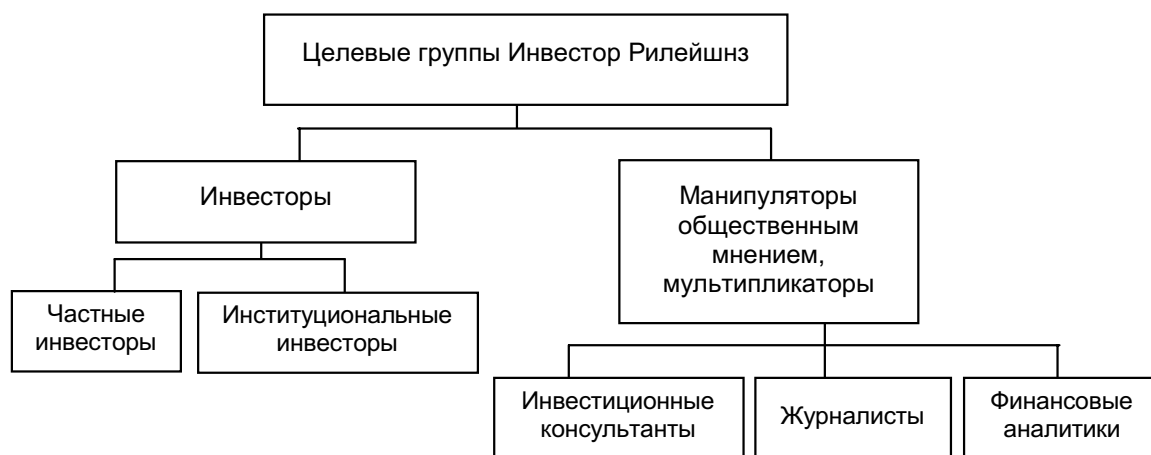 Целевые группы Инвестор Рилейшнз
Инвесторы
Манипуляторы
общественным
мнением,
мультипликаторы
Частные
инвесторы
Институциональные
инвесторы
Инвестиционные
консультанты
Журналисты
Финансовые
аналитики